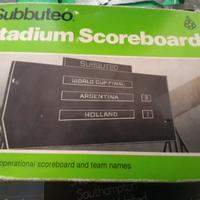 Subbuteo
Stadium Scoreboard
SUBBUTEO
WORLD CUP FINAL
ARGENTINA 3
HOLLAND 1
operational scoreboard and team names
Southampton